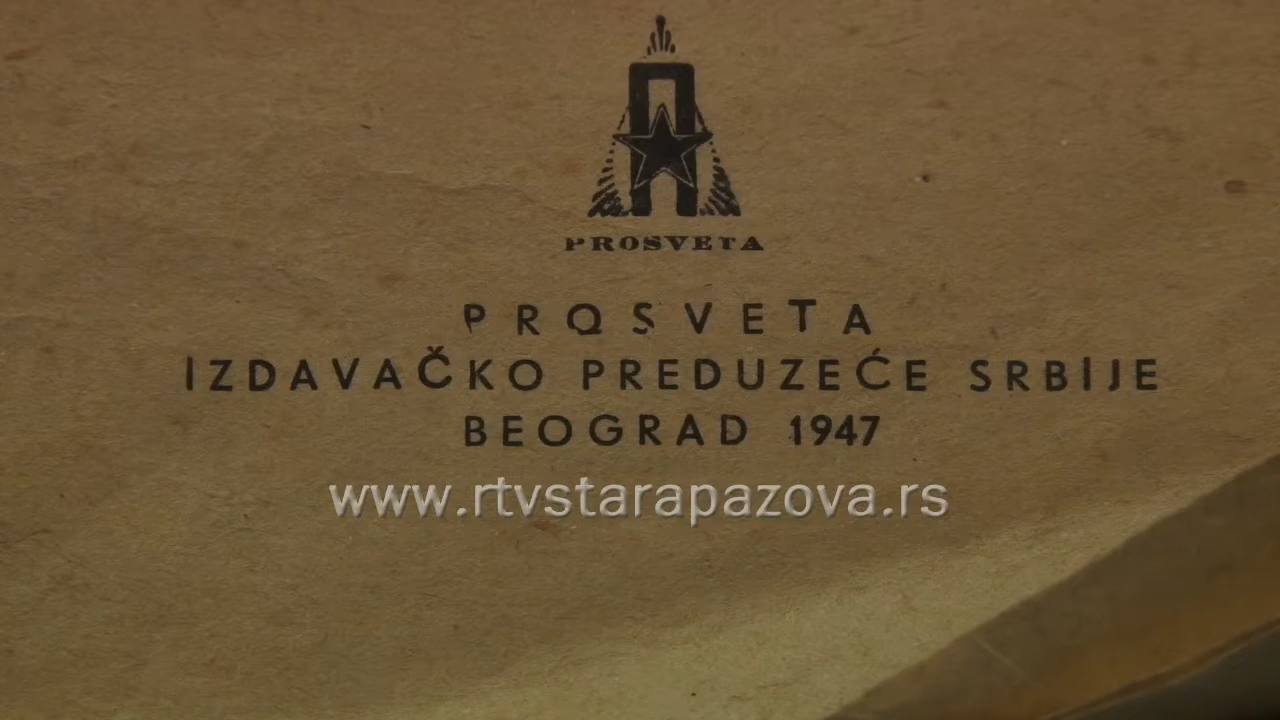 PROSVETA
PROSVETA
IZDAVAČKO PREDUZEĆE SRBIJE
BEOGRAD 1947
www.rtvstarapazova.rs